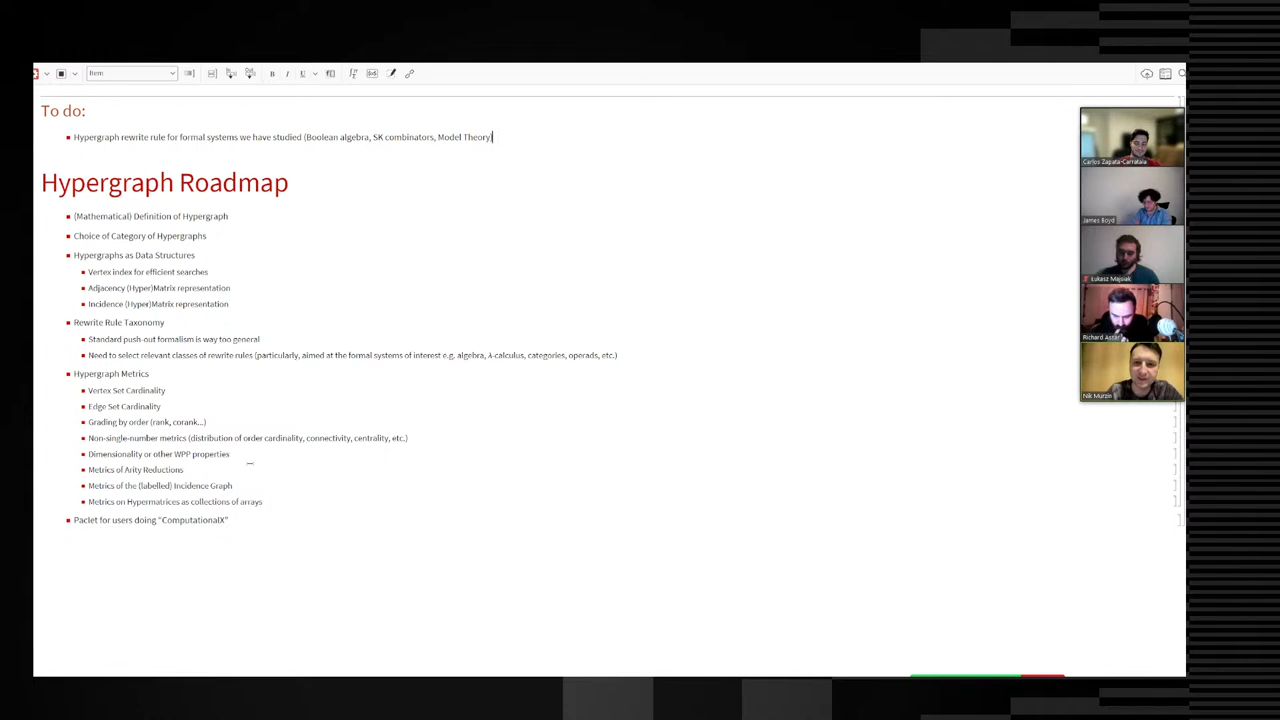 Item
B I U
To do:
Hypergraph rewrite rule for formal systems we have studied (Boolean algebra, SK combinators, Model Theory)
Hypergraph Roadmap
(Mathematical) Definition of Hypergraph
Choice of Category of Hypergraphs
Hypergraphs as Data Structures
Vertex index for efficient searches
Adjacency (Hyper)Matrix representation
Incidence (Hyper)Matrix representation
Rewrite Rule Taxonomy
Standard push-out formalism is way too general
Need to select relevant classes of rewrite rules (particularly, aimed at the formal systems of interest e.g. algebra, λ-calculus, categories, operads, etc.)
Hypergraph Metrics
Vertex Set Cardinality
Edge Set Cardinality
Grading by order (rank, corank...)
Non-single-number metrics (distribution of order cardinality, connectivity, centrality, etc.)
Dimensionality or other WPP properties
Metrics of Arity Reductions
Metrics of the (labelled) Incidence Graph
Metrics on Hypermatrices as collections of arrays
Paclet for users doing "ComputationalX"
Carlos Zapata-Carratala
James Boyd
Łukasz Majsiak
Richard Assar
Nik Murzin